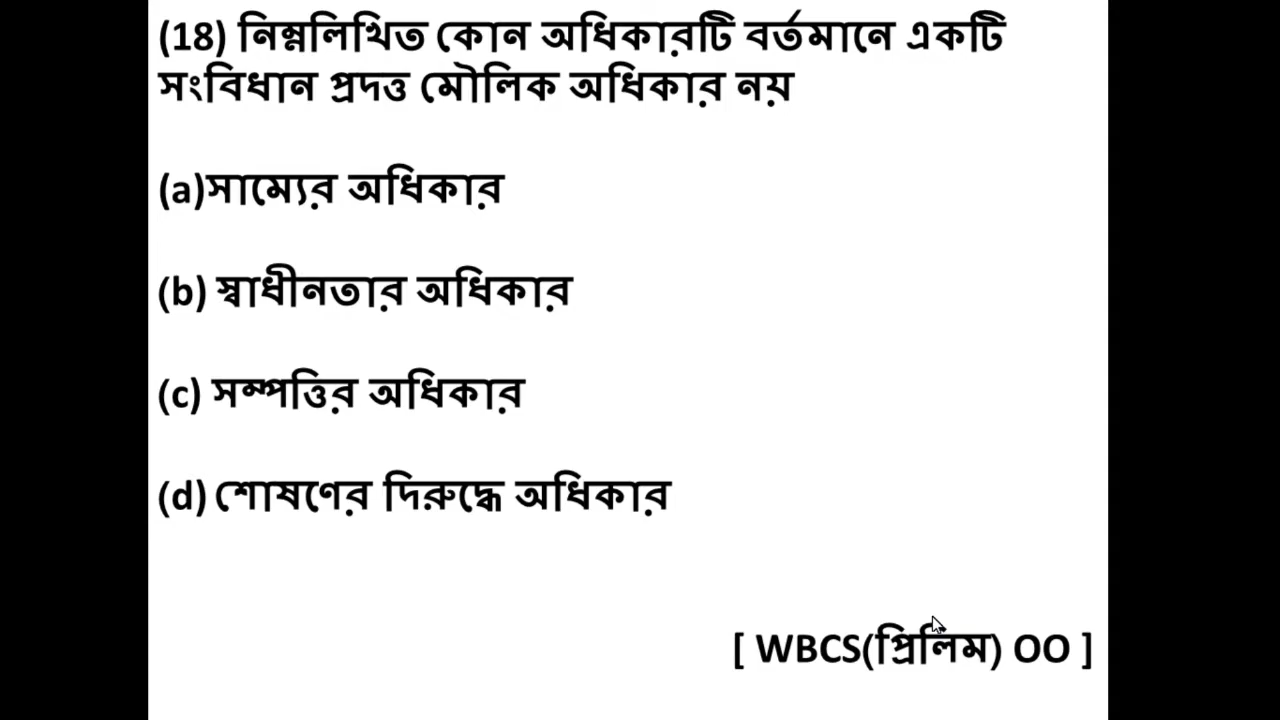 (18) নিম্নলিখিত কোন অধিকারটি বর্তমানে একটি
সংবিধান প্রদত্ত মৌলিক অধিকার নয়
(a)সাম্যের অধিকার
(b) স্বাধীনতার অধিকার
(c) সম্পত্তির অধিকার
(d) শোষণের দিরুদ্ধে অধিকার
[ WBCS(প্রিলিম) OO ]